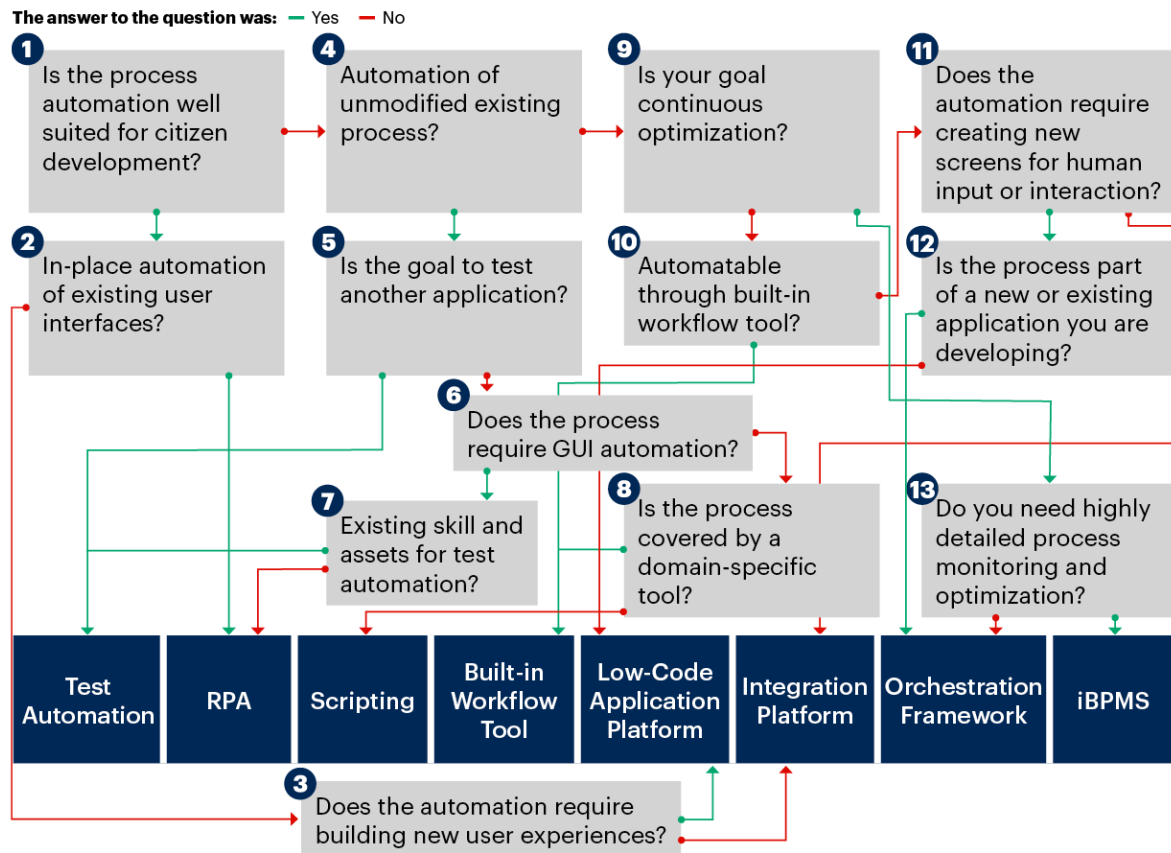 The answer to the question was: Yes No
1
Is the process
automation well
suited for citizen
development?
4
Automation of
unmodified existing
process?
9
Is your goal
continuous
optimization?
11
Does the
automation require
creating new
screens for human
input or interaction?
2
In-place automation
of existing user
interfaces?
5
Is the goal to test
another application?
10
Automatable
through built-in
workflow tool?
12
Is the process part
of a new or existing
application you are
developing?
6
Does the process
require GUI automation?
7
Existing skill and
assets for test
automation?
8
Is the process
covered by a
domain-specific
tool?
13
Do you need highly
detailed process
monitoring and
optimization?
Test
Automation
RPA
Scripting
Built-in
Workflow
Tool
Low-Code
Application
Platform
Integration
Platform
Orchestration
Framework
iBPMS
3
Does the automation require
building new user experiences?